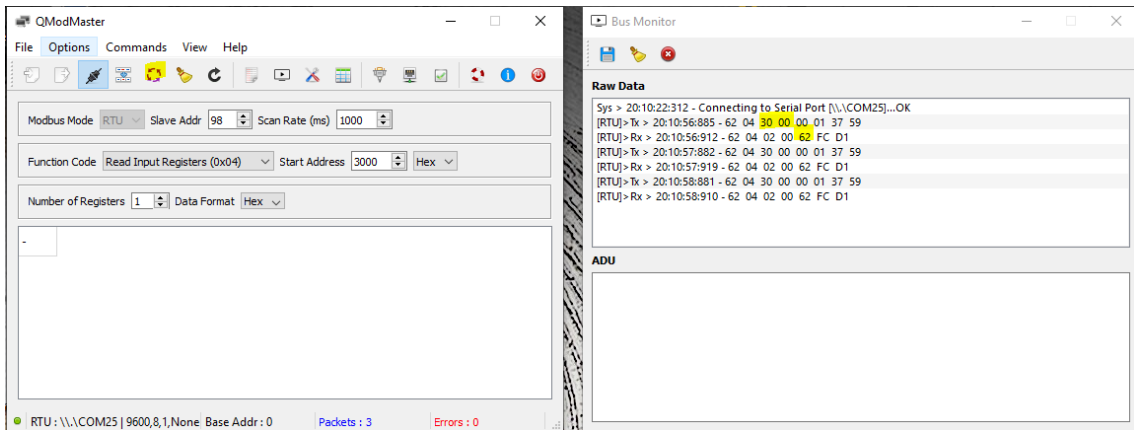 QModMaster
File Options Commands View Help
Modbus Mode RTU Slave Addr 98 Scan Rate (ms) 1000
Function Code Read Input Registers (0x04) Start Address 3000 Hex
Number of Registers 1 Data Format Hex
-
RTU : \\.\COM25 | 9600,8,1,None Base Addr : 0 Packets : 3 Errors : 0
Bus Monitor
Raw Data
Sys > 20:10:22:312 - Connecting to Serial Port [\\.\COM25]...OK
[RTU]>Tx > 20:10:56:885 - 62 04 30 00 00 01 37 59
[RTU]>Rx > 20:10:56:912 - 62 04 02 00 62 FC D1
[RTU]>Tx > 20:10:57:882 - 62 04 30 00 00 01 37 59
[RTU]>Rx > 20:10:57:919 - 62 04 02 00 62 FC D1
[RTU]>Tx > 20:10:58:881 - 62 04 30 00 00 01 37 59
[RTU]>Rx > 20:10:58:910 - 62 04 02 00 62 FC D1
ADU